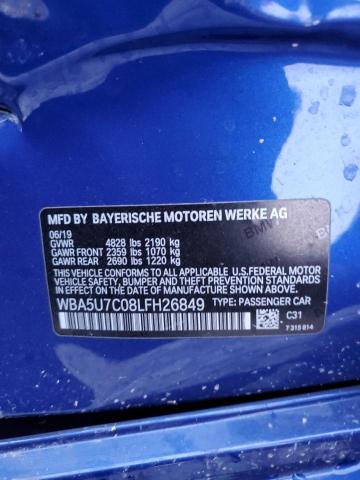 MFD BY BAYERISCHE MOTOREN WERKE AG
06/19
GVWR 4828 lbs 2190 kg
GAWR FRONT 2359 lbs 1070 kg
GAWR REAR 2690 lbs 1220 kg
THIS VEHICLE CONFORMS TO ALL APPLICABLE U.S.FEDERAL MOTOR
VEHICLE SAFETY, BUMPER, AND THEFT PREVENTION STANDARDS
IN EFFECT ON THE DATE OF MANUFACTURE SHOWN ABOVE.
WBA5U7C08LFH26849 TYPE: PASSENGER CAR
C31
7 315 814